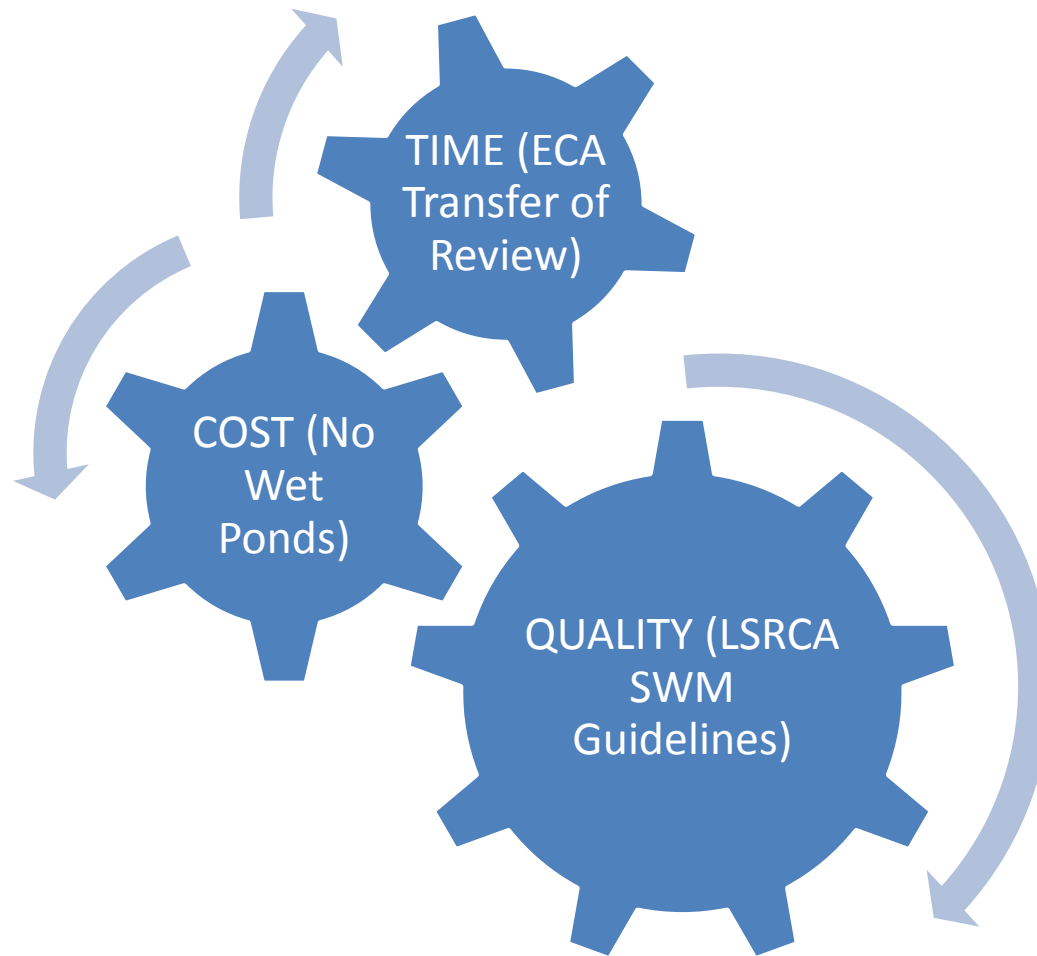 TIME (ECA
Transfer of
Review)
COST (No
Wet
Ponds)
QUALITY (LSRCA
SWM
Guidelines)